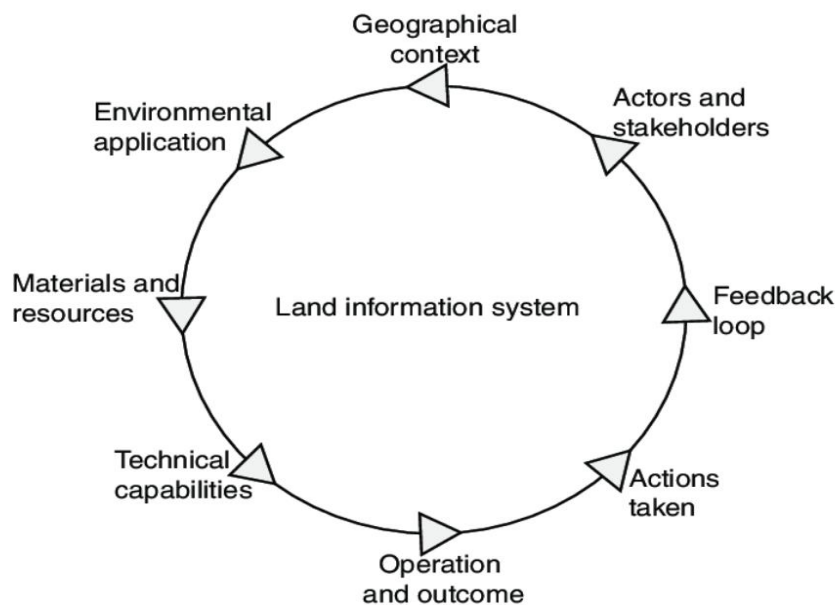 Geographical
context
Environmental
application
Actors and
stakeholders
Materials and
resources
Land information system
Feedback
loop
Technical
capabilities
Actions
taken
Operation
and outcome